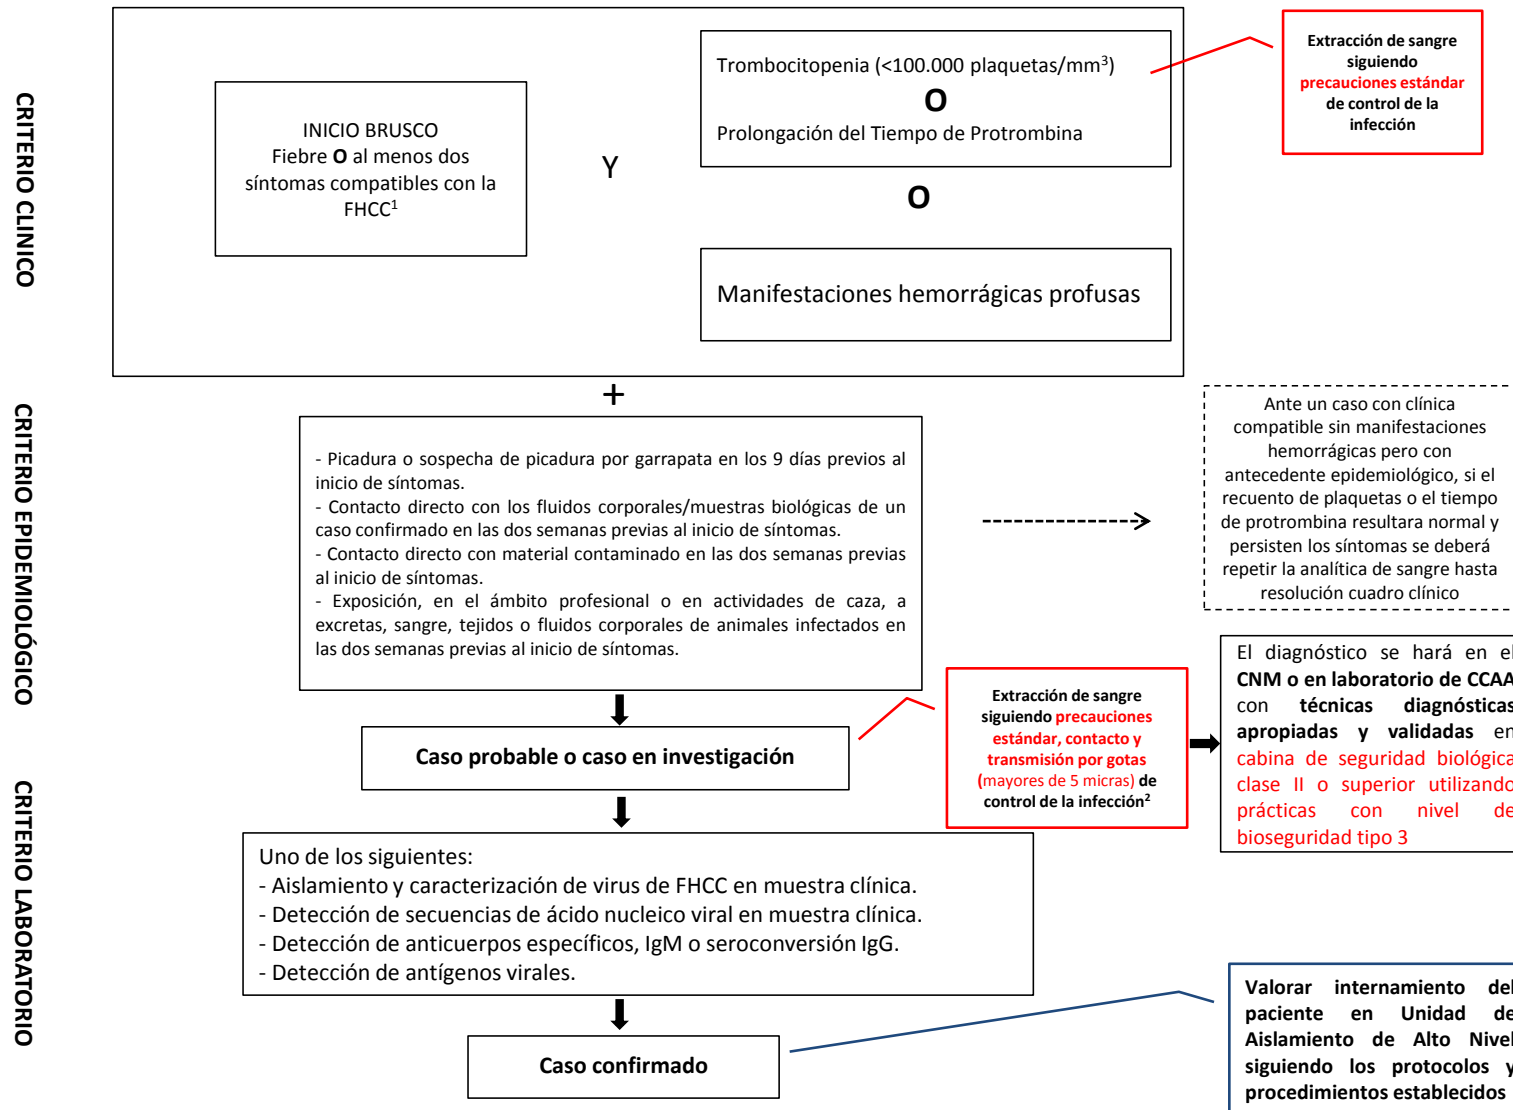 CRITERIO CLINICO
INICIO BRUSCO
Fiebre O al menos dos
síntomas compatibles con la
FHCC1
Y
Trombocitopenia (<100.000 plaquetas/mm3)
O
Prolongación del Tiempo de Protrombina
O
Manifestaciones hemorrágicas profusas
Extracción de sangre
siguiendo
precauciones estándar
de control de la
infección
+
CRITERIO EPIDEMIOLÓGICO
- Picadura o sospecha de picadura por garrapata en los 9 días previos al
inicio de síntomas.
- Contacto directo con los fluidos corporales/muestras biológicas de un
caso confirmado en las dos semanas previas al inicio de síntomas.
- Contacto directo con material contaminado en las dos semanas previas
al inicio de síntomas.
- Exposición, en el ámbito profesional o en actividades de caza, a
excretas, sangre, tejidos o fluidos corporales de animales infectados en
las dos semanas previas al inicio de síntomas.
Ante un caso con clínica
compatible sin manifestaciones
hemorrágicas pero con
antecedente epidemiológico, si el
recuento de plaquetas o el tiempo
de protrombina resultara normal y
persisten los síntomas se deberá
repetir la analítica de sangre hasta
resolución cuadro clínico
Caso probable o caso en investigación
Extracción de sangre
siguiendo precauciones
estándar, contacto y
transmisión por gotas
(mayores de 5 micras) de
control de la infección2
El diagnóstico se hará en el
CNM o en laboratorio de CCAA
con técnicas diagnósticas
apropiadas y validadas en
cabina de seguridad biológica
clase II o superior utilizando
prácticas con nivel de
bioseguridad tipo 3
CRITERIO LABORATORIO
Uno de los siguientes:
- Aislamiento y caracterización de virus de FHCC en muestra clínica.
- Detección de secuencias de ácido nucleico viral en muestra clínica.
- Detección de anticuerpos específicos, IgM o seroconversión IgG.
- Detección de antígenos virales.
Caso confirmado
Valorar internamiento del
paciente en Unidad de
Aislamiento de Alto Nivel
siguiendo los protocolos y
procedimientos establecidos